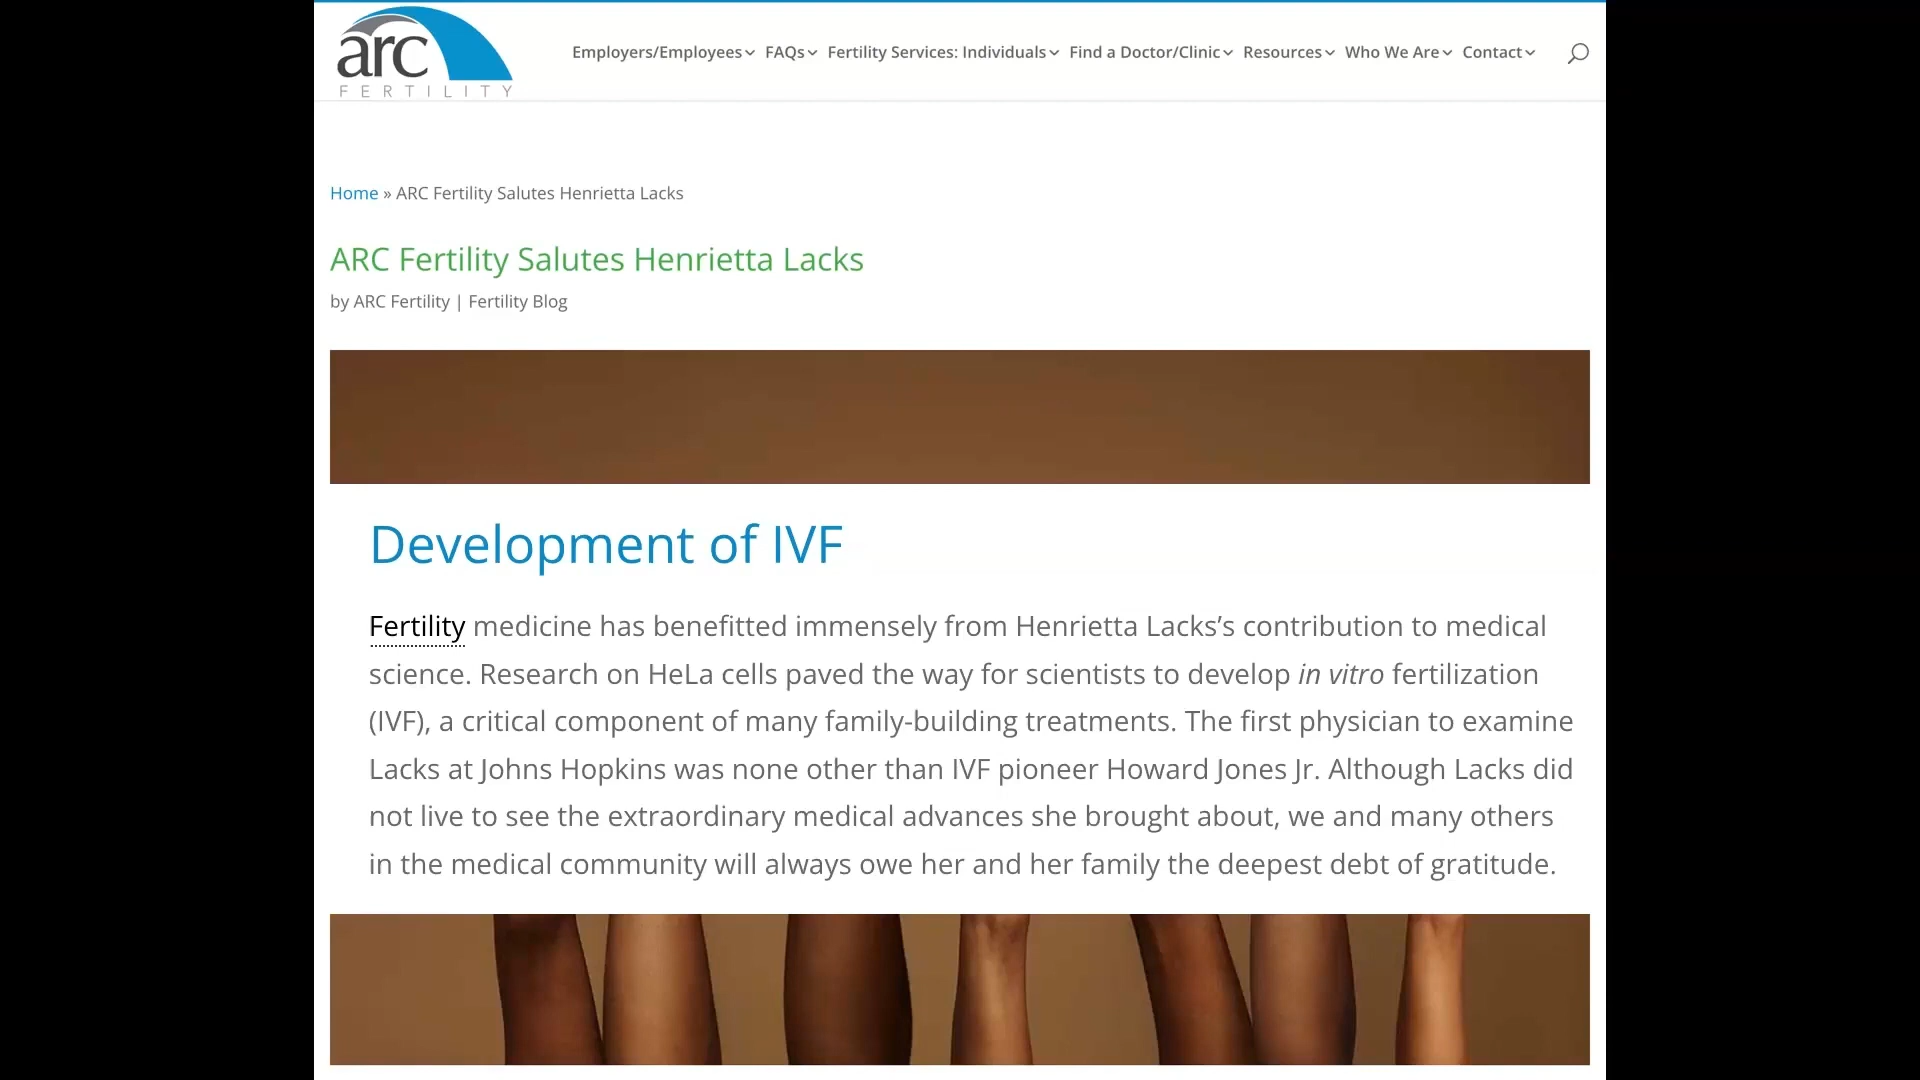 arc
FERTILITY
Employers/Employees FAQs Fertility Services: Individuals Find a Doctor/Clinic Resources Who We Are Contact
Home » ARC Fertility Salutes Henrietta Lacks
ARC Fertility Salutes Henrietta Lacks
by ARC Fertility | Fertility Blog
Development of IVF
Fertility medicine has benefitted immensely from Henrietta Lacks’s contribution to medical
science. Research on HeLa cells paved the way for scientists to develop in vitro fertilization
(IVF), a critical component of many family-building treatments. The first physician to examine
Lacks at Johns Hopkins was none other than IVF pioneer Howard Jones Jr. Although Lacks did
not live to see the extraordinary medical advances she brought about, we and many others
in the medical community will always owe her and her family the deepest debt of gratitude.